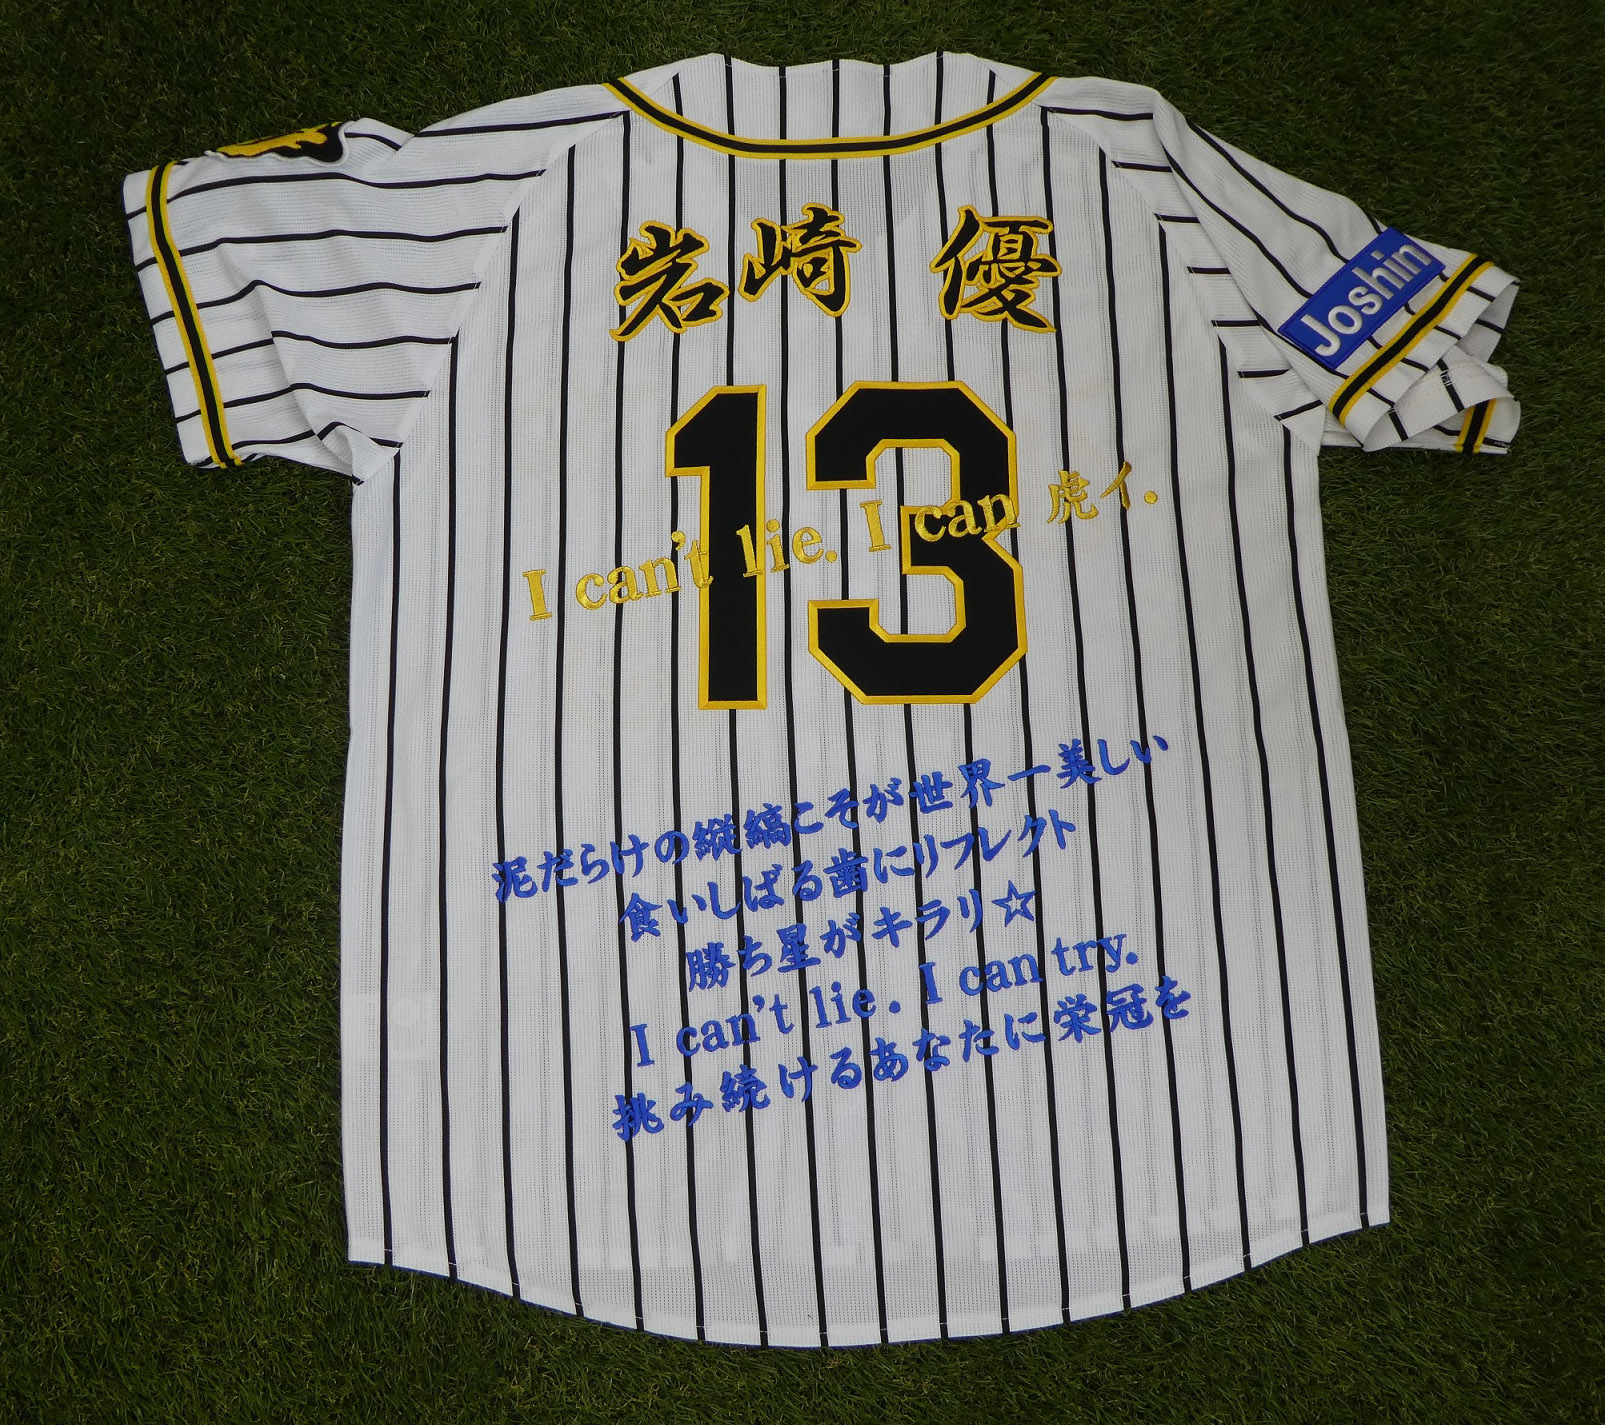 岩崎 優
Joshin
13
I can't lie. I can 虎イ.
泥だらけの縦縞こそが世界一美しい
食いしばる歯にリフレクト
勝ち星がキラリ☆
I can't lie. I can try.
挑み続けるあなたに栄冠を